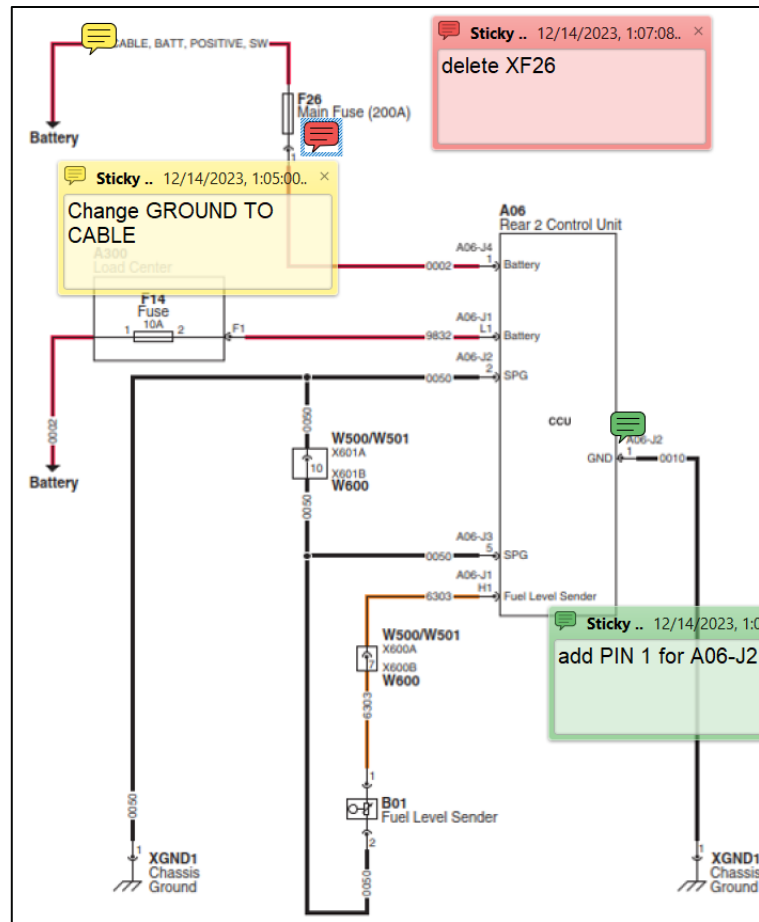 CABLE, BATT, POSITIVE, SW
Sticky .. 12/14/2023, 1:07:08.. ×
delete XF26
F26
Main Fuse (200A)
1
Battery
Sticky .. 12/14/2023, 1:05:00.. ×
Change GROUND TO
CABLE
A300
Load Center
F14
Fuse
10A
1 2
F1
A06
Rear 2 Control Unit
A06-J4
0002 1 Battery
A06-J1
9832 L1 Battery
A06-J2
0050 2 SPG
0002
Battery
0050
W500/W501
X601A
10
X601B
W600
0050
CCU
A06-J2
GND 1 0010
A06-J3
0050 5 SPG
A06-J1
6303 H1 Fuel Level Sender
Sticky .. 12/14/2023, 1:0
add PIN 1 for A06-J2
W500/W501
X600A
7
X600B
W600
6303
1
B01
Fuel Level Sender
2
0050
0050
1
XGND1
Chassis
Ground
1
XGND1
Chassis
Ground